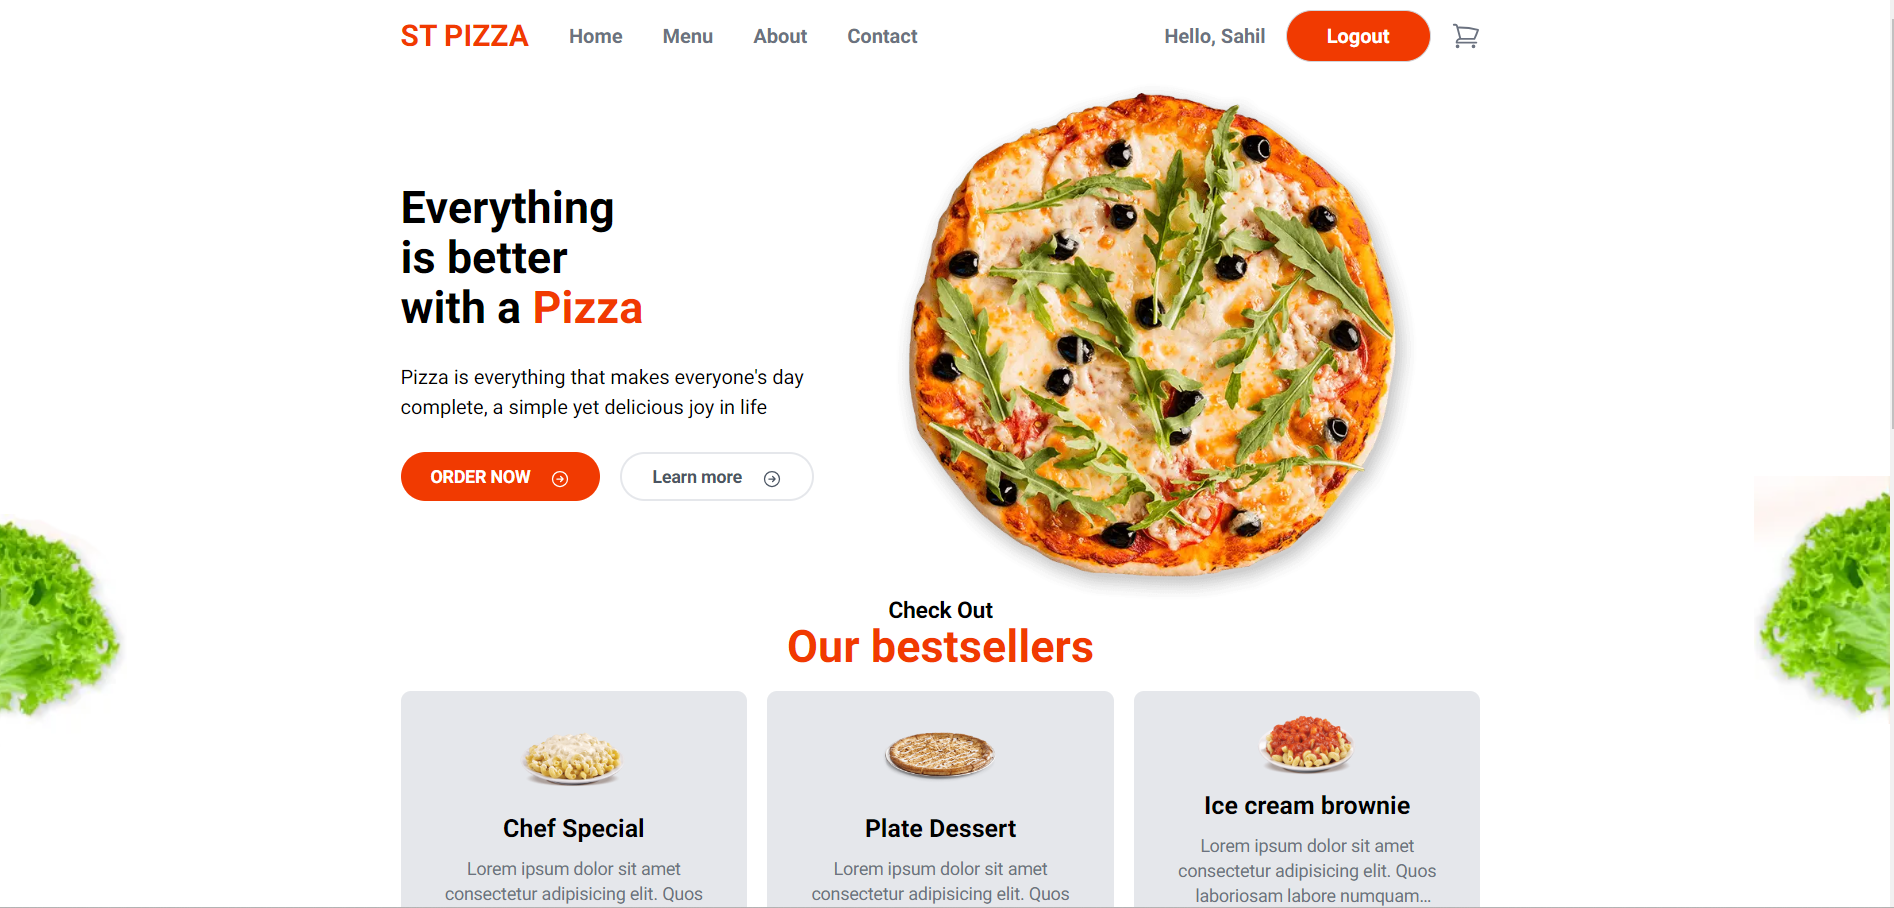 ST PIZZA Home Menu About Contact Hello, Sahil Logout
Everything
is better
with a Pizza
Pizza is everything that makes everyone's day
complete, a simple yet delicious joy in life
ORDER NOW Learn more
Check Out
Our bestsellers
Chef Special
Lorem ipsum dolor sit amet
consectetur adipisicing elit. Quos
Plate Dessert
Lorem ipsum dolor sit amet
consectetur adipisicing elit. Quos
Ice cream brownie
Lorem ipsum dolor sit amet
consectetur adipisicing elit. Quos
laboriosam labore numquam...